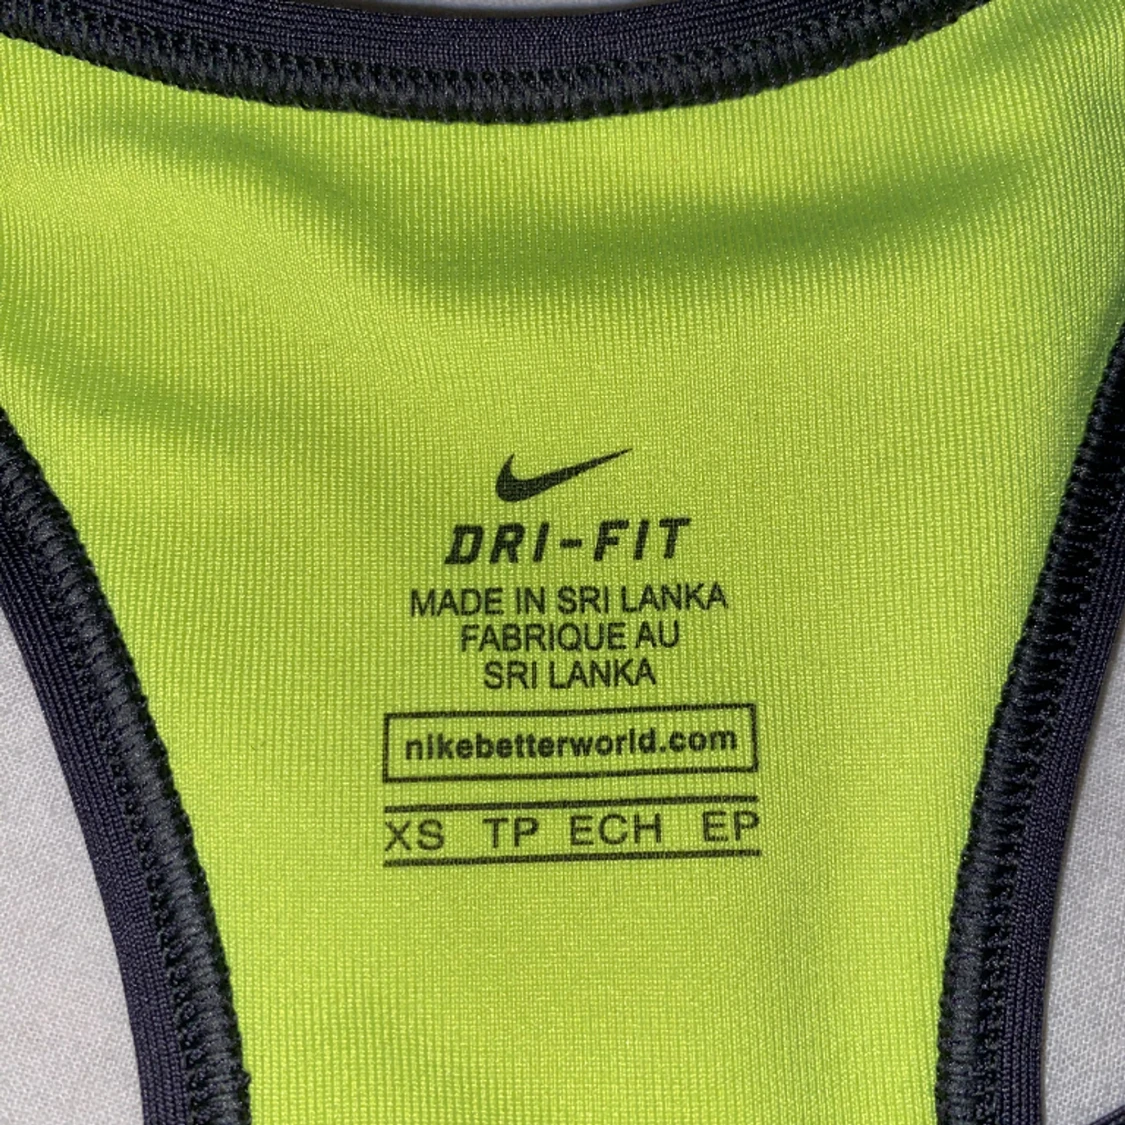 DRI-FIT
MADE IN SRI LANKA
FABRIQUE AU
SRI LANKA
nikebetterworld.com
XS TP ECH EP